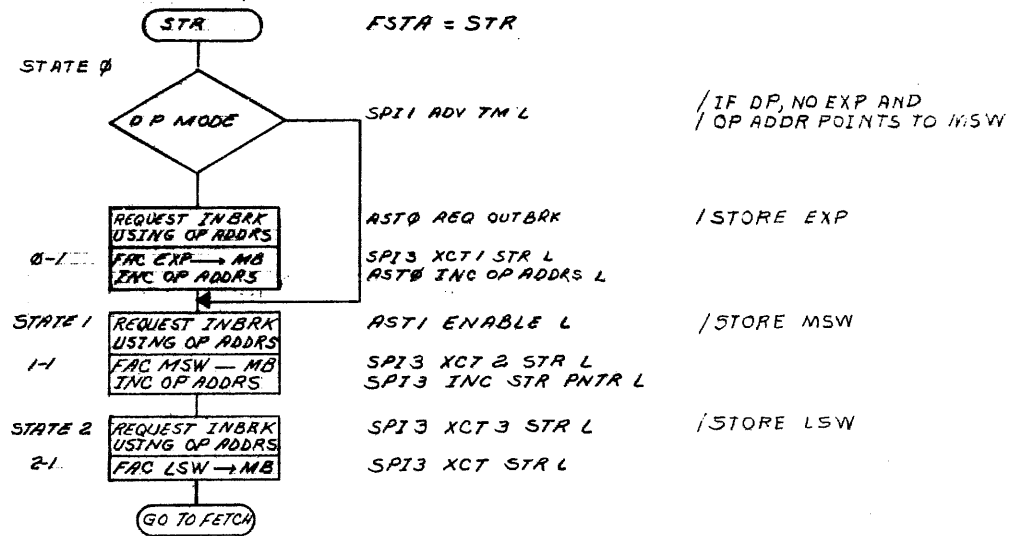 STR FSTA = STR
STATE Ø
DP MODE SPI1 ADV TM L /IF DP, NO EXP AND
/ OP ADDR POINTS TO MSW
REQUEST INBRK ASTØ REQ OUTBRK /STORE EXP
USING OP ADDRS
Ø-1 FAC EXP → MB SPI3 XCT1 STR L
INC OP ADDRS ASTØ INC OP ADDRS L
STATE 1 REQUEST INBRK AST1 ENABLE L /STORE MSW
USING OP ADDRS
1-1 FAC MSW — MB SPI3 XCT 2 STR L
INC OP ADDRS SPI3 INC STR PNTR L
STATE 2 REQUEST INBRK SPI3 XCT 3 STR L /STORE LSW
USING OP ADDRS
2-1 FAC LSW → MB SPI3 XCT STR L
GO TO FETCH